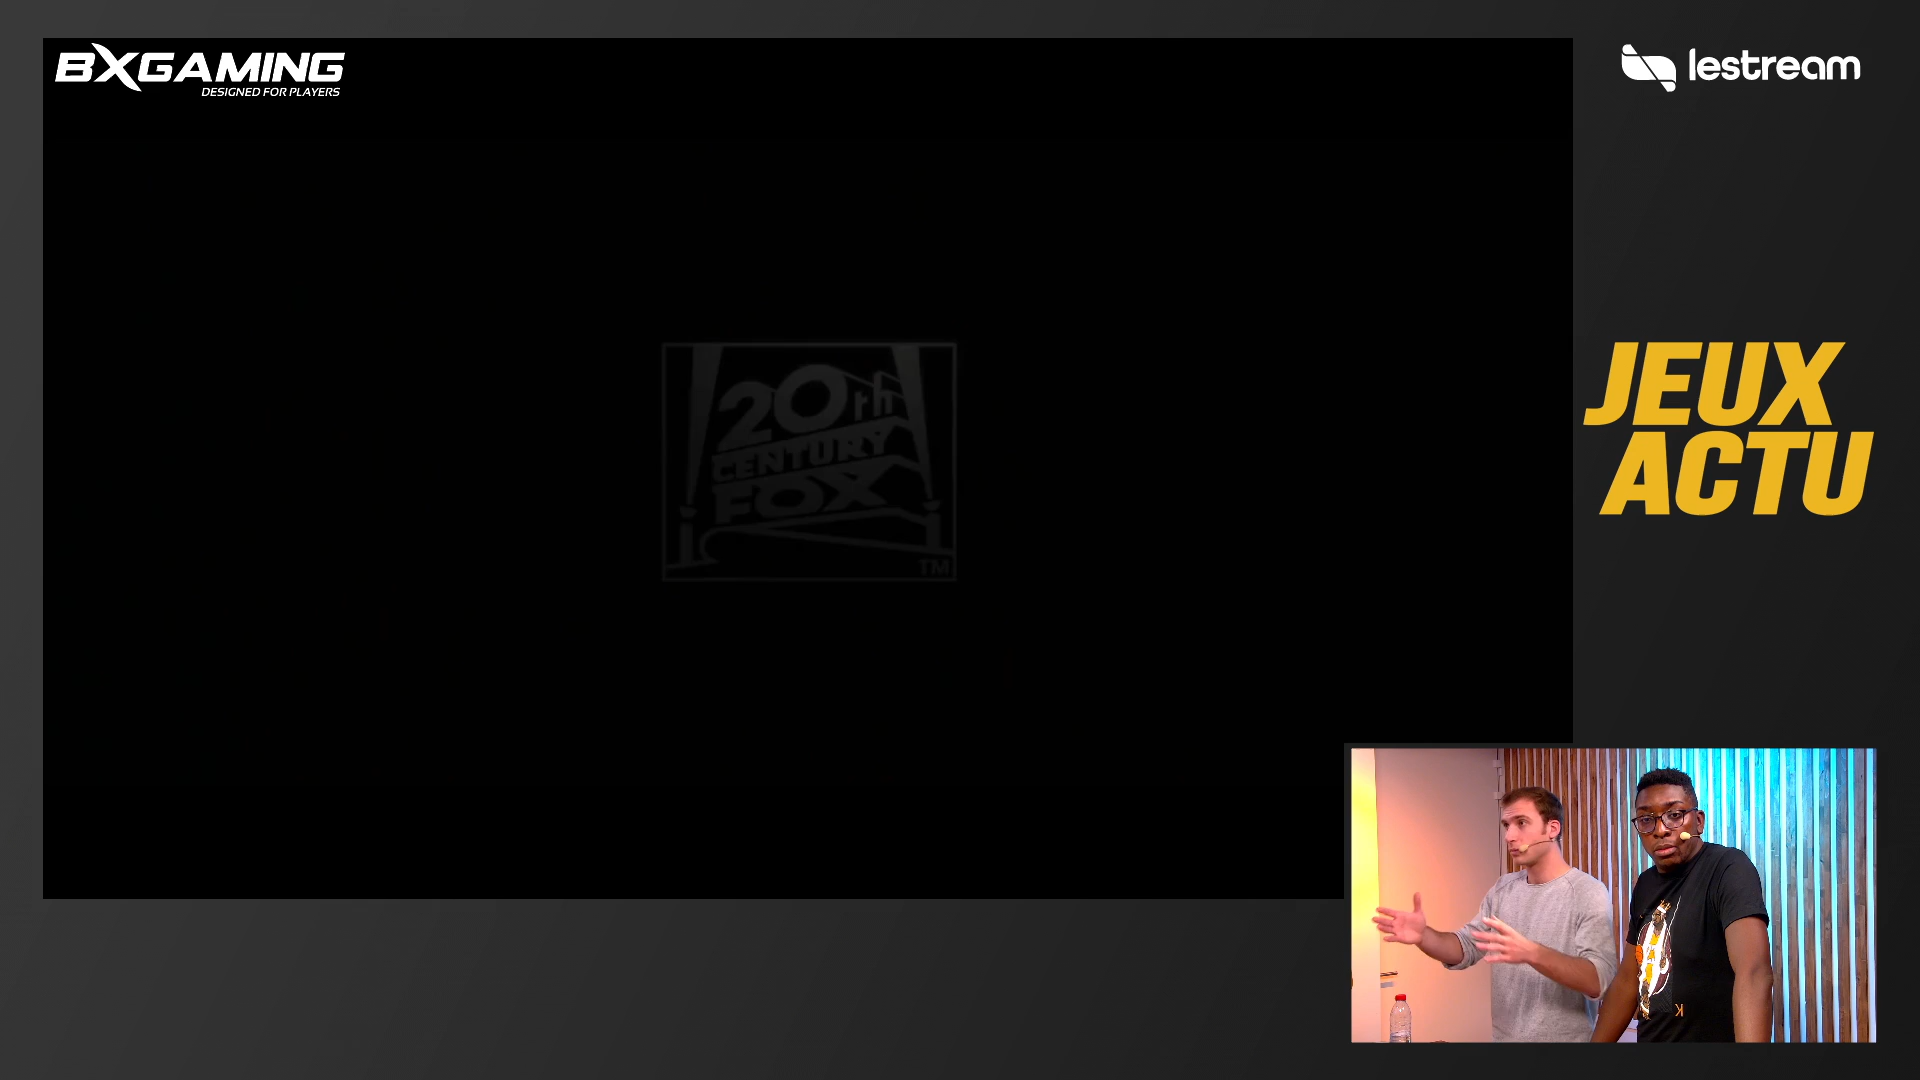 BXGAMING
DESIGNED FOR PLAYERS
lestream
20th
CENTURY
FOX
TM
JEUX
ACTU
K